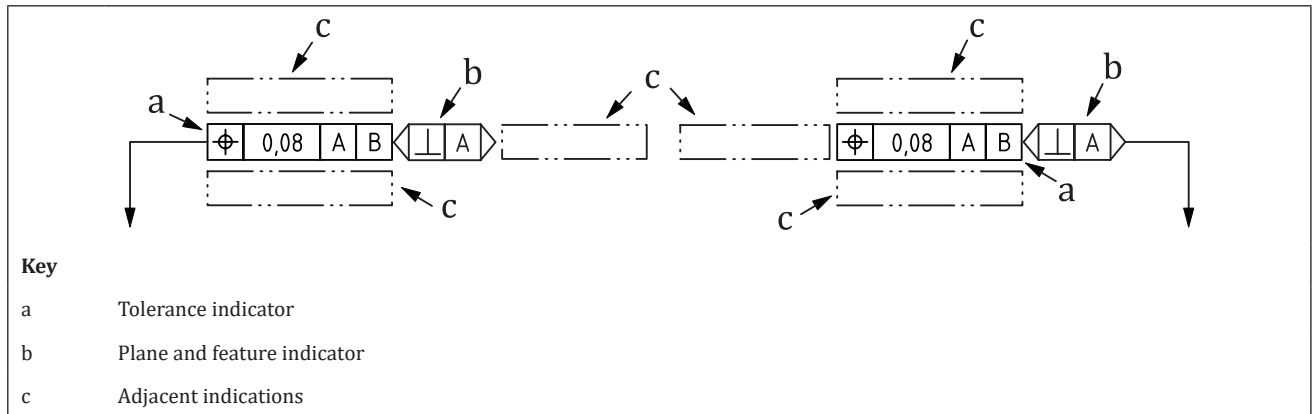 c c
b b
a c
⌖ 0,08 A B ⟂ A ⌖ 0,08 A B ⟂ A
c c a
Key
a Tolerance indicator
b Plane and feature indicator
c Adjacent indications